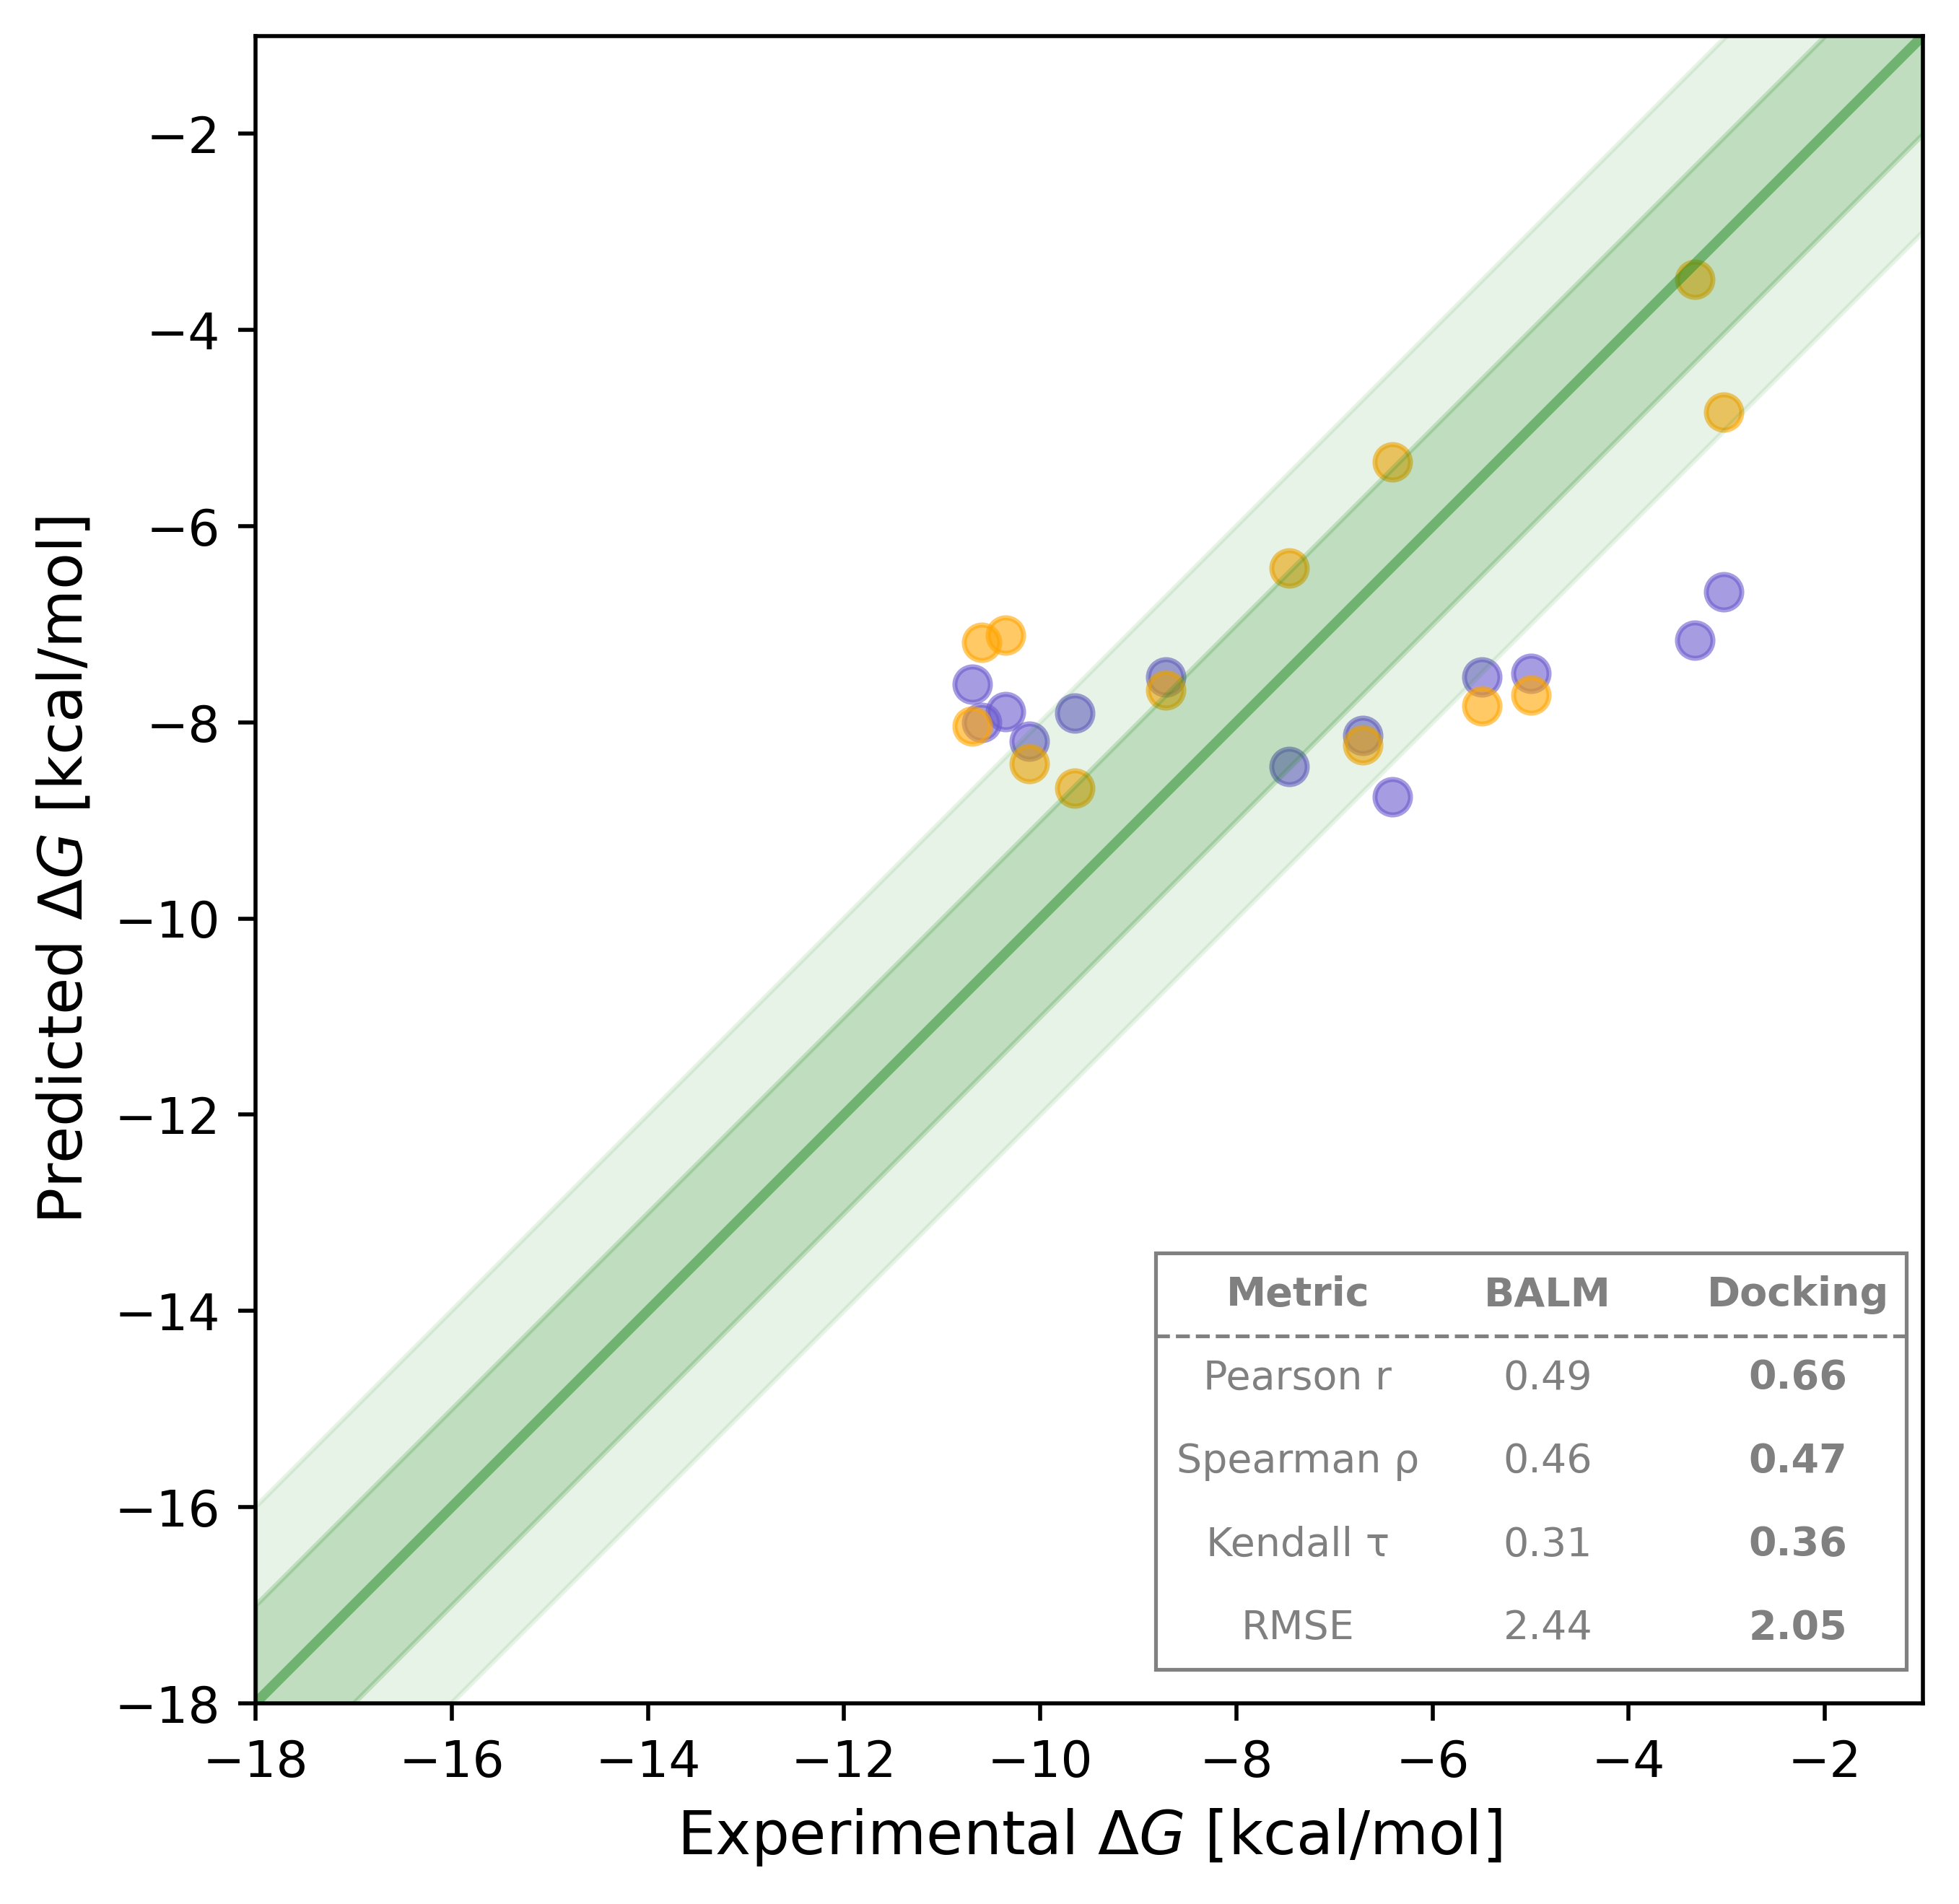 Predicted ΔG [kcal/mol]
−2
−4
−6
−8
−10
−12
−14
−16
−18
Metric BALM Docking
Pearson r 0.49 0.66
Spearman ρ 0.46 0.47
Kendall τ 0.31 0.36
RMSE 2.44 2.05
−18 −16 −14 −12 −10 −8 −6 −4 −2
Experimental ΔG [kcal/mol]